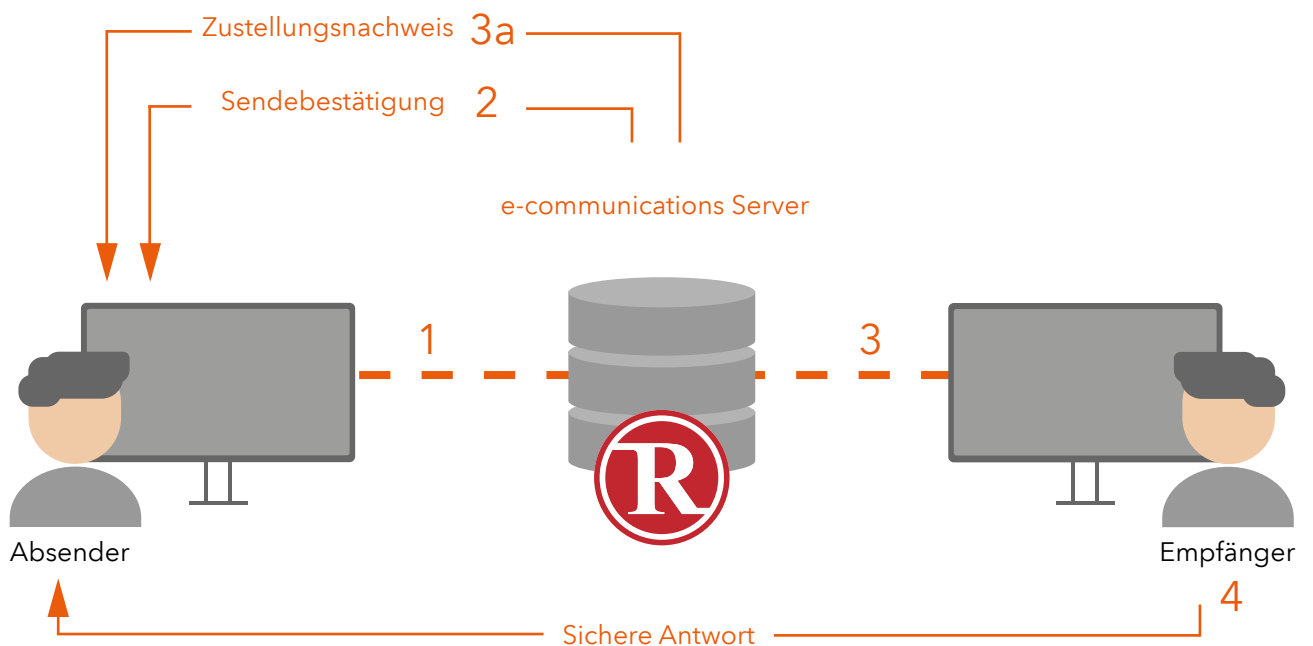 Zustellungsnachweis 3a
Sendebestätigung 2
e-communications Server
1
3
R
Absender
Empfänger
4
Sichere Antwort